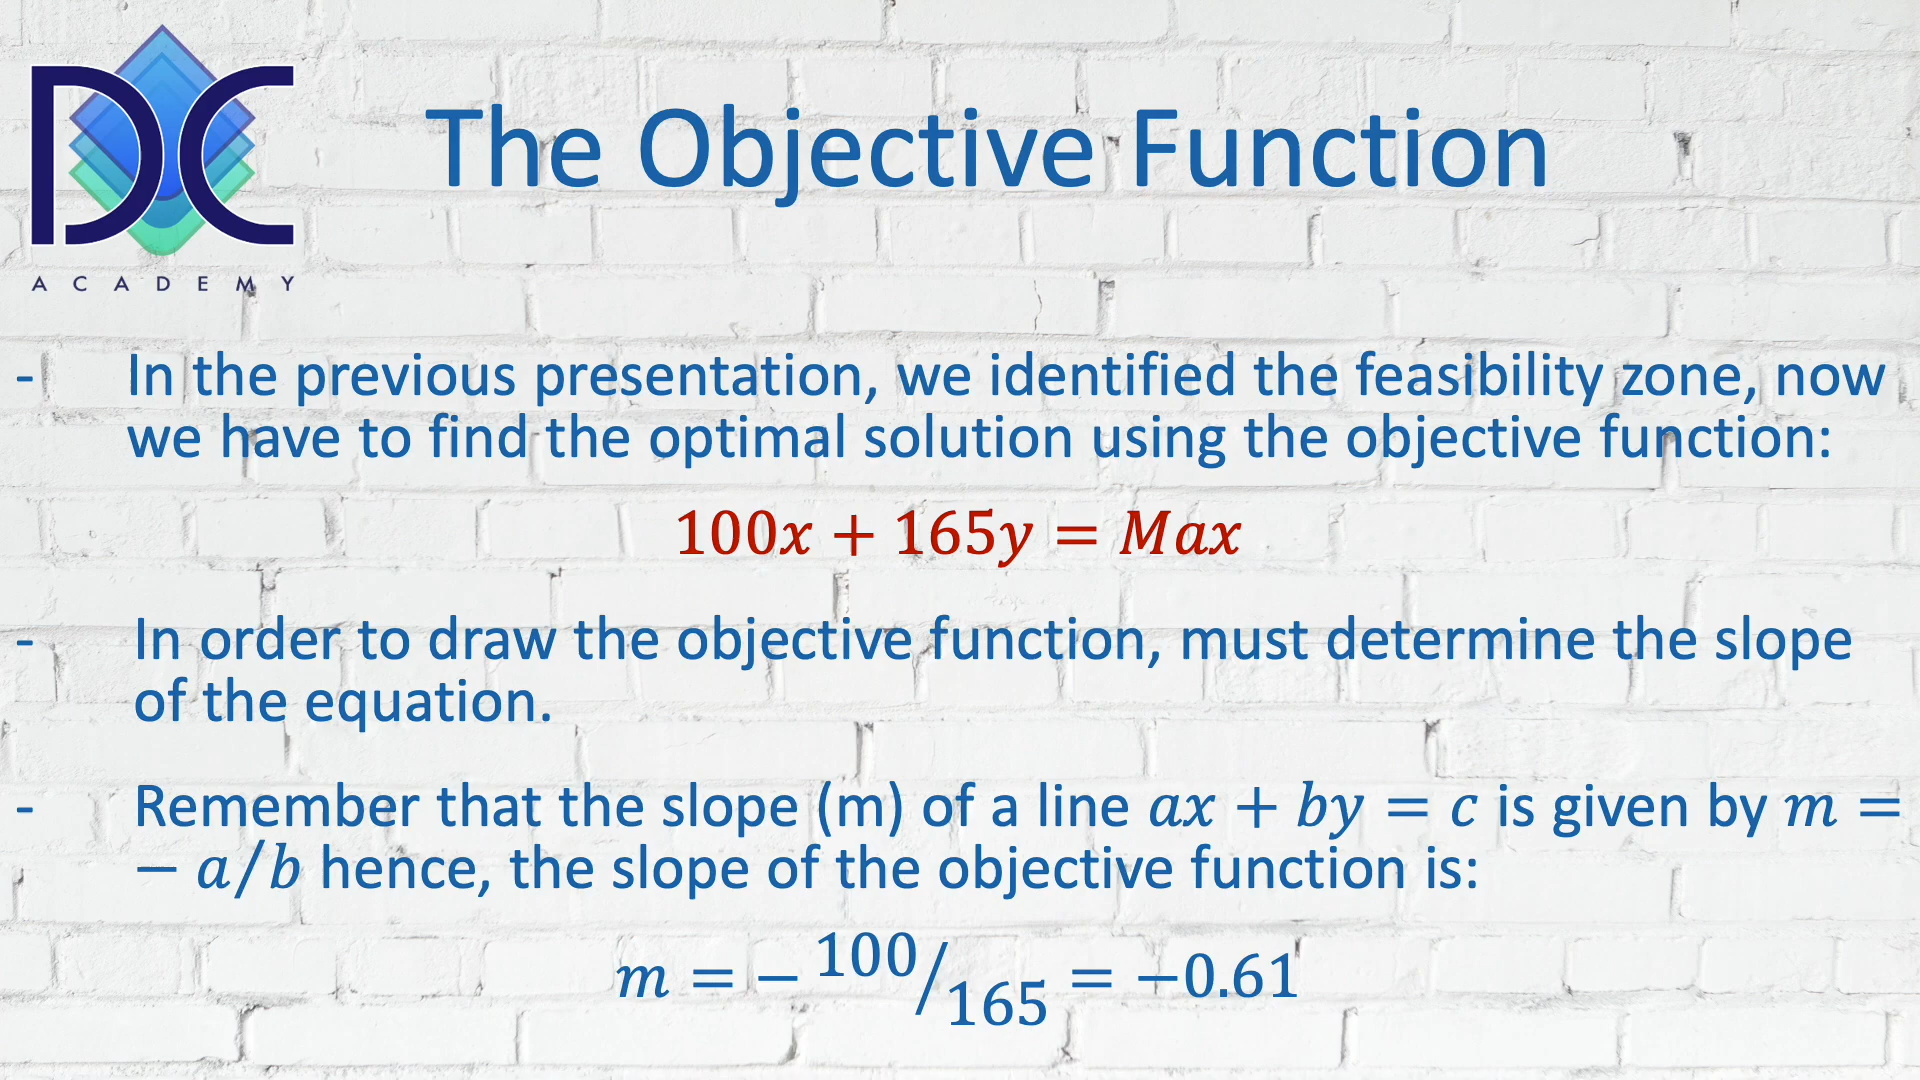 DC
ACADEMY
The Objective Function
- In the previous presentation, we identified the feasibility zone, now
we have to find the optimal solution using the objective function:
100x + 165y = Max
- In order to draw the objective function, must determine the slope
of the equation.
- Remember that the slope (m) of a line ax + by = c is given by m =
− a/b hence, the slope of the objective function is:
m = − 100/165 = −0.61